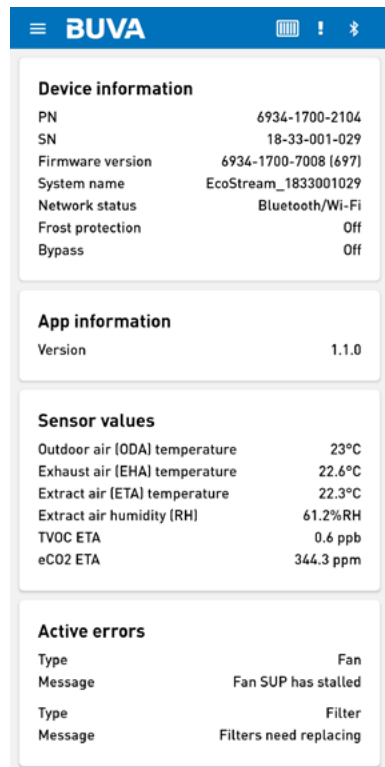 BUVA
Device information
PN 6934-1700-2104
SN 18-33-001-029
Firmware version 6934-1700-7008 (697)
System name EcoStream_1833001029
Network status Bluetooth/Wi-Fi
Frost protection Off
Bypass Off
App information
Version 1.1.0
Sensor values
Outdoor air (ODA) temperature 23°C
Exhaust air (EHA) temperature 22.6°C
Extract air (ETA) temperature 22.3°C
Extract air humidity (RH) 61.2%RH
TVOC ETA 0.6 ppb
eCO2 ETA 344.3 ppm
Active errors
Type Fan
Message Fan SUP has stalled
Type Filter
Message Filters need replacing